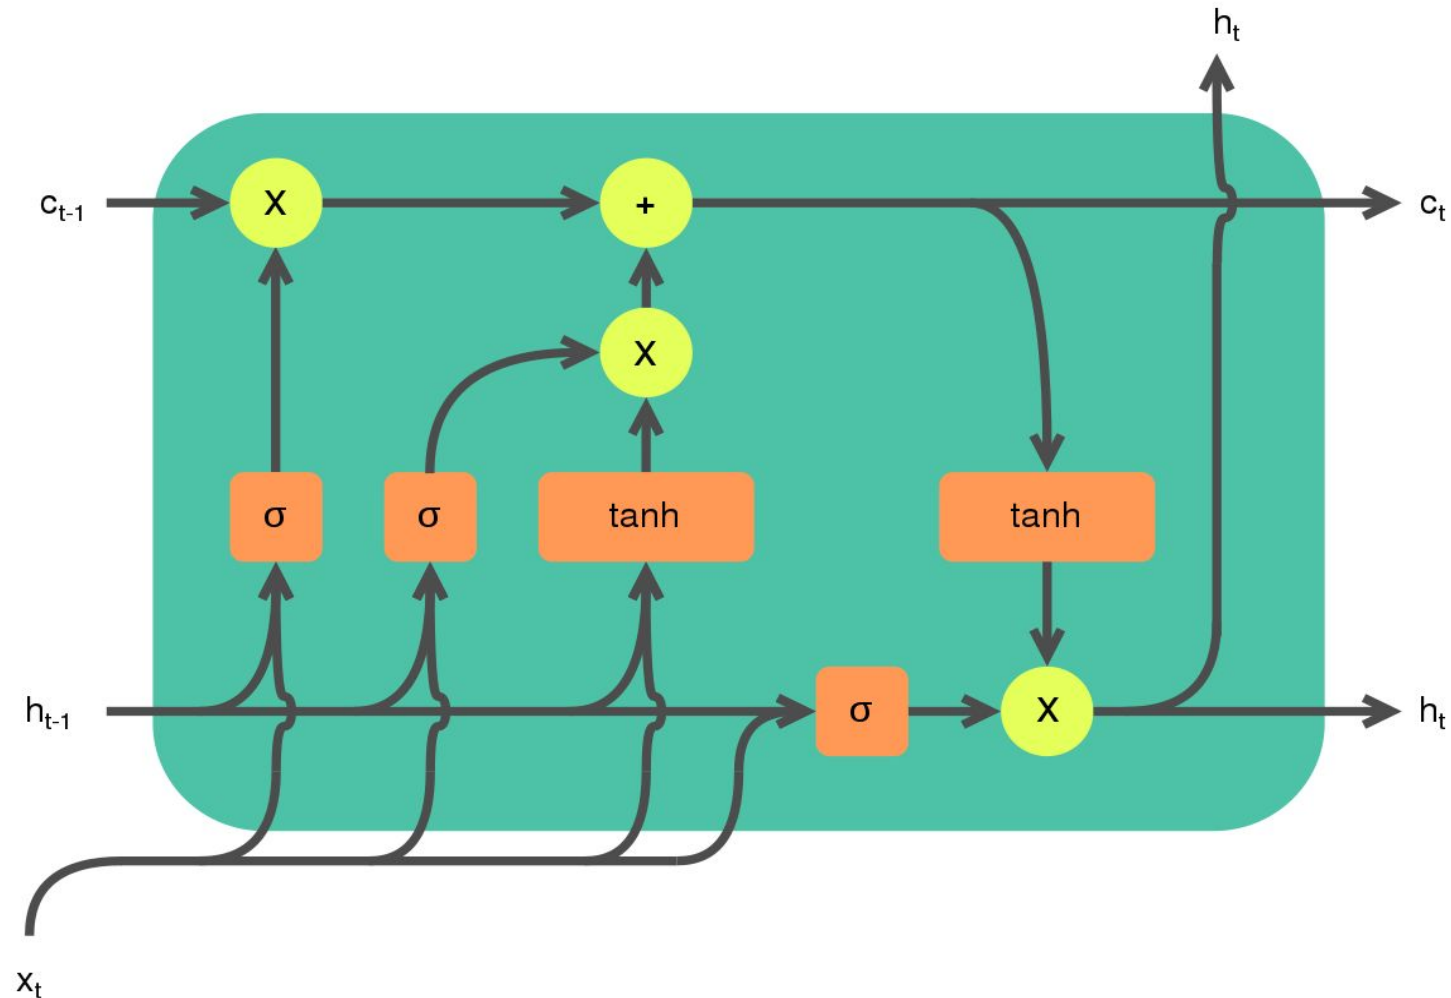 h_t
c_{t-1} X + c_t
X
σ σ tanh tanh
h_{t-1} σ X h_t
x_t